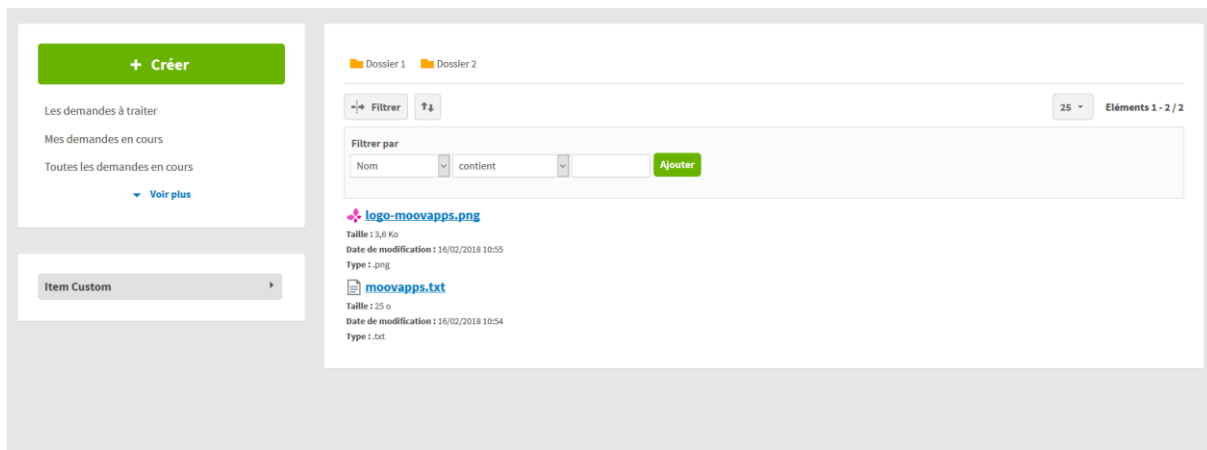 + Créer
Les demandes à traiter
Mes demandes en cours
Toutes les demandes en cours
Voir plus
Item Custom
Dossier 1 Dossier 2
Filtrer
25 Eléments 1 - 2 / 2
Filtrer par
Nom contient Ajouter
logo-moovapps.png
Taille : 3,6 Ko
Date de modification : 16/02/2018 10:55
Type : .png
moovapps.txt
Taille : 25 o
Date de modification : 16/02/2018 10:54
Type : .txt